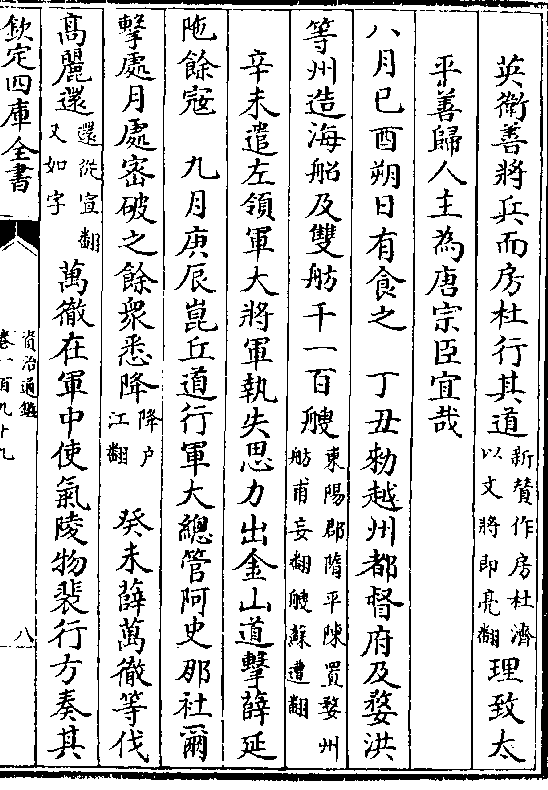 英衛善將兵而房杜行其道新賛作房杜濟以文將即亮翻理致太
平善歸人主為唐宗臣宜哉
八月己酉朔日有食之　丁丑勅越州都督府及婺洪
等州造海船及雙舫千一百艘東陽郡隋平陳置婺州舫甫妄翻艘蘇遭翻
辛未遣左領軍大將軍執失思力出金山道擊薛延
陁餘寇　九月庚辰崑丘道行軍大總管阿史那社爾
擊處月處密破之餘衆悉降降户江翻　癸未薛萬徹等伐
高麗還還從宣翻又如字萬徹在軍中使氣陵物裴行方奏其
欽定四庫全書
資治通鑑
卷一百九十九
八